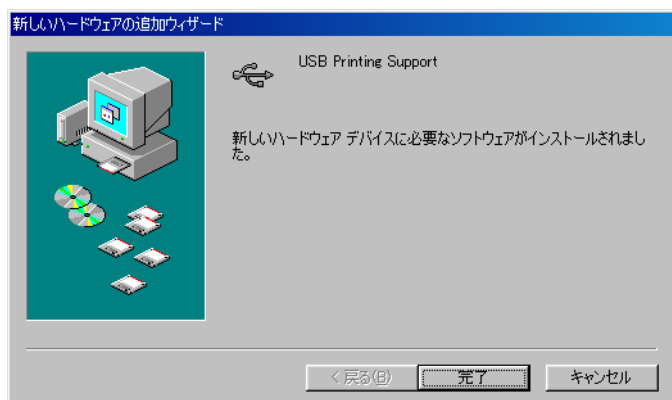 新しいハードウェアの追加ウィザード
USB Printing Support
新しいハードウェア デバイスに必要なソフトウェアがインストールされまし
た。
< 戻る(B)
完了
キャンセル